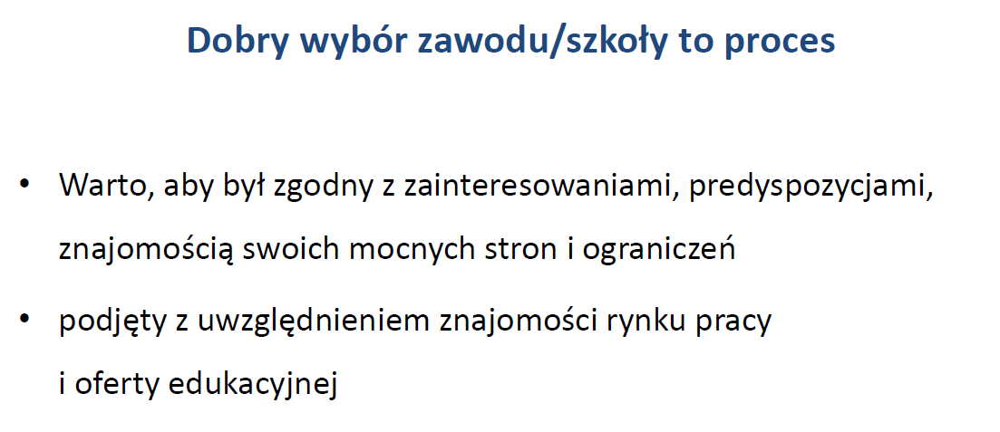 Dobry wybór zawodu/szkoły to proces
• Warto, aby był zgodny z zainteresowaniami, predyspozycjami,
znajomością swoich mocnych stron i ograniczeń
• podjęty z uwzględnieniem znajomości rynku pracy
i oferty edukacyjnej